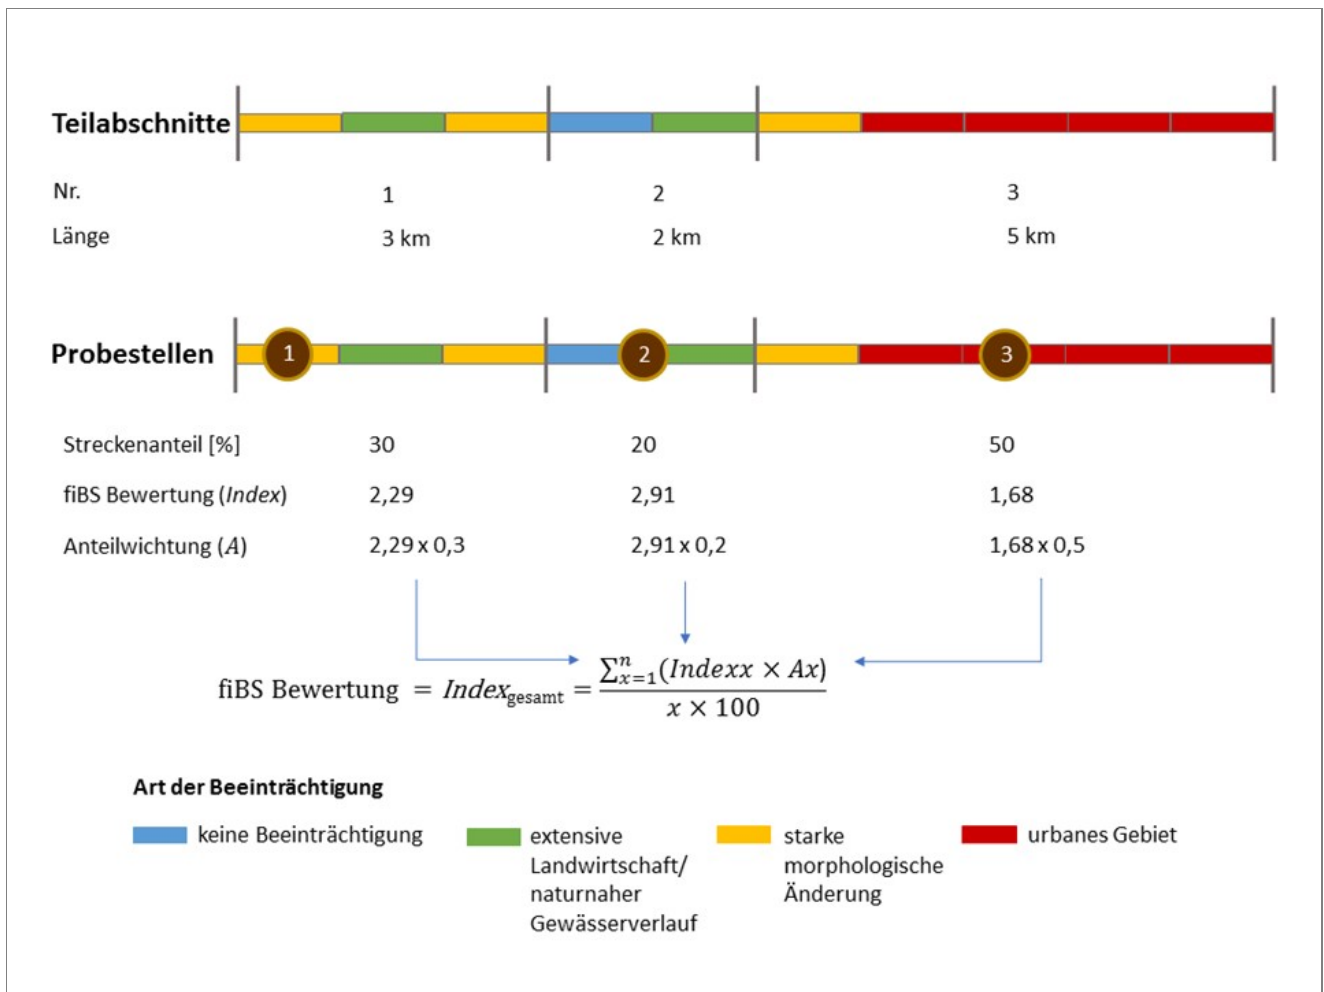 Teilabschnitte
Nr. 1 2 3
Länge 3 km 2 km 5 km
Probestellen 1 2 3
Streckenanteil [%] 30 20 50
fiBS Bewertung (Index) 2,29 2,91 1,68
Anteilwichtung (A) 2,29 x 0,3 2,91 x 0,2 1,68 x 0,5
fiBS Bewertung = Index_gesamt = ∑_{x=1}^{n}(Indexx × Ax) / x × 100
Art der Beeinträchtigung
keine Beeinträchtigung
extensive
Landwirtschaft/
naturnaher
Gewässerverlauf
starke
morphologische
Änderung
urbanes Gebiet